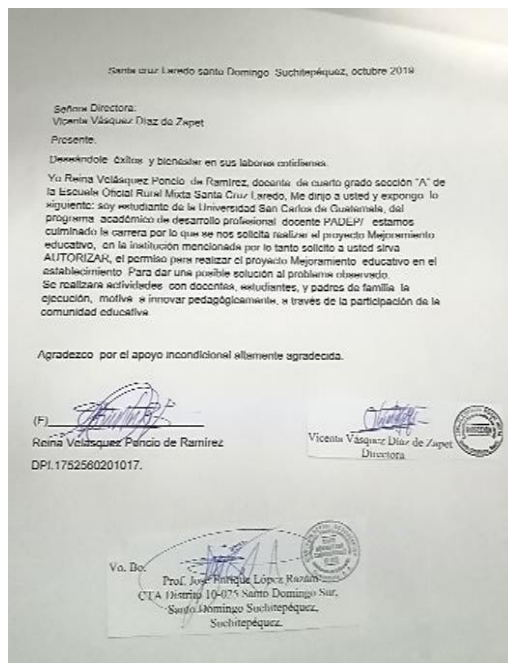 Santa cruz Laredo santo Domingo Suchitepéquez, octubre 2019
Señora Directora:
Vicenta Vásquez Díaz de Zapet
Presente.
Deseándole éxitos y bienestar en sus labores cotidianas.
Yo Reina Velásquez Poncio de Ramírez, docente de cuarto grado sección "A" de
la Escuela Oficial Rural Mixta Santa Cruz Laredo, Me dirijo a usted y expongo lo
siguiente: soy estudiante de la Universidad San Carlos de Guatemala, del
programa académico de desarrollo profesional docente PADEP/ estamos
culminado la carrera por lo que se nos solicita realizar el proyecto Mejoramiento
educativo, en la institución mencionada por lo tanto solicito a usted sirva
AUTORIZAR, el permiso para realizar el proyecto Mejoramiento educativo en el
establecimiento Para dar una posible solución al problema observado.
Se realizara actividades con docentes, estudiantes, y padres de familia la
ejecución, motiva a innovar pedagógicamente, a través de la participación de la
comunidad educativa
Agradezco por el apoyo incondicional altamente agradecida.
(F)
Reina Velásquez Poncio de Ramírez
DPI.1752560201017.
Vicenta Vásquez Díaz de Zapet
Directora
Vo. Bo.
Prof. José Enrique López
CTA Distrito 10-075 Santo Domingo Sur,
Santo Domingo Suchitepéquez,
Suchitepéquez.